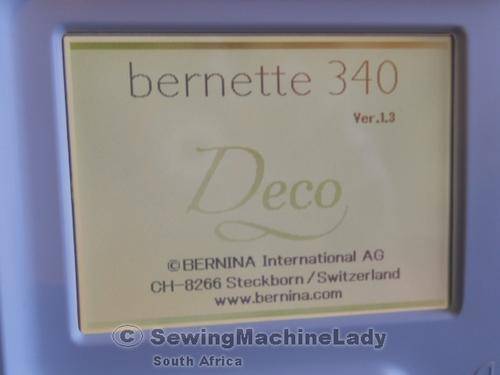 bernette 340
Ver.1.3
Deco
©BERNINA International AG
CH-8266 Steckborn/Switzerland
www.bernina.com
© SewingMachineLady
South Africa